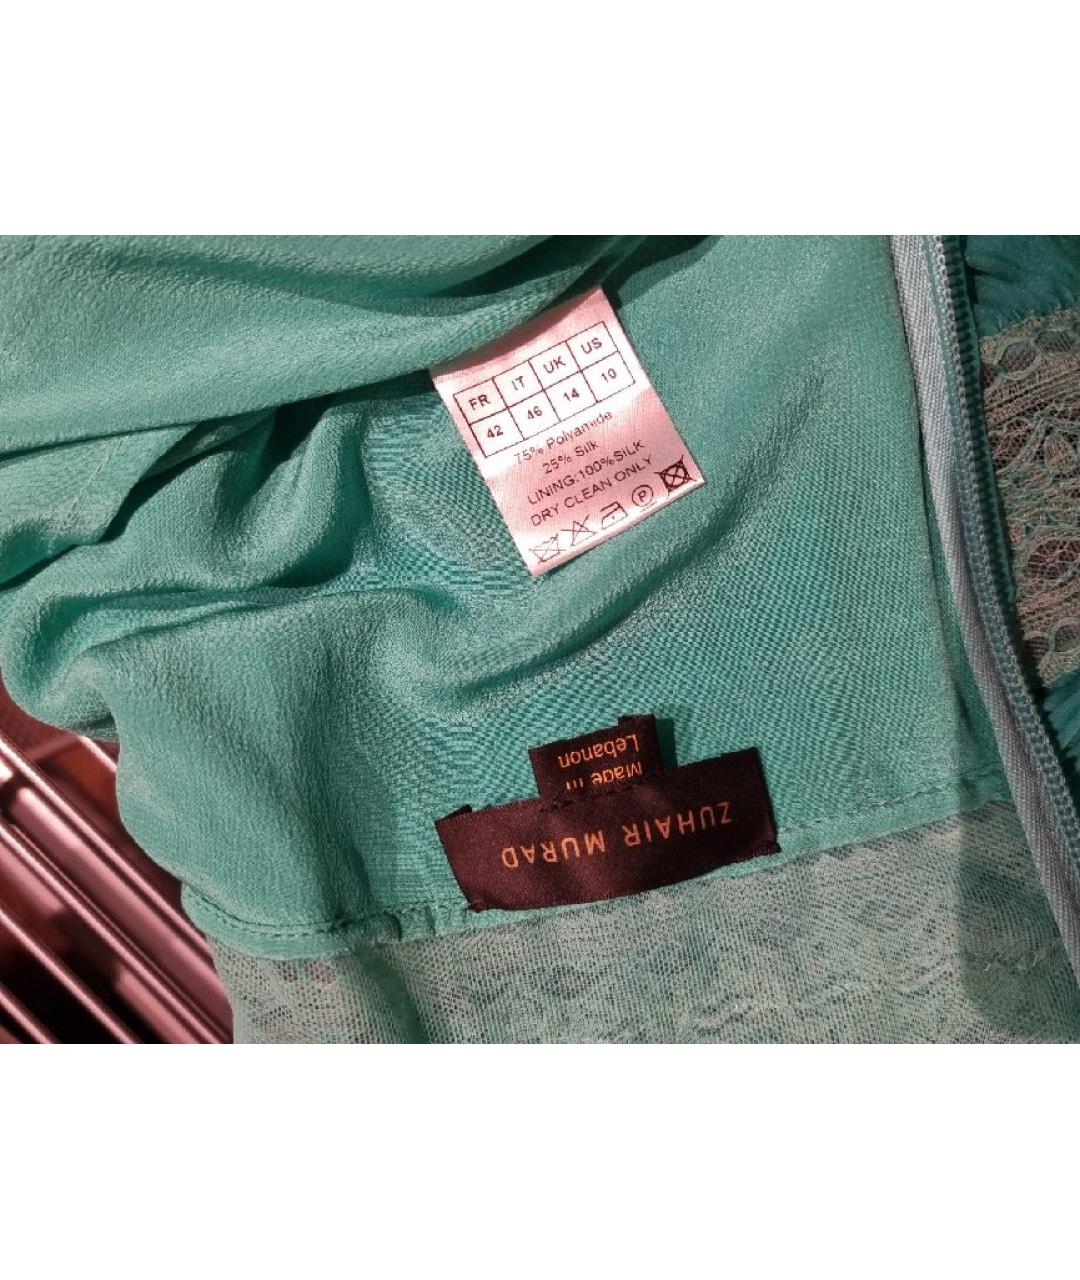 FR IT UK US
42 46 14 10
75% Polyamide
25% Silk
LINING:100%SILK
DRY CLEAN ONLY
P
ZUHAIR MURAD
Made in
Lebanon